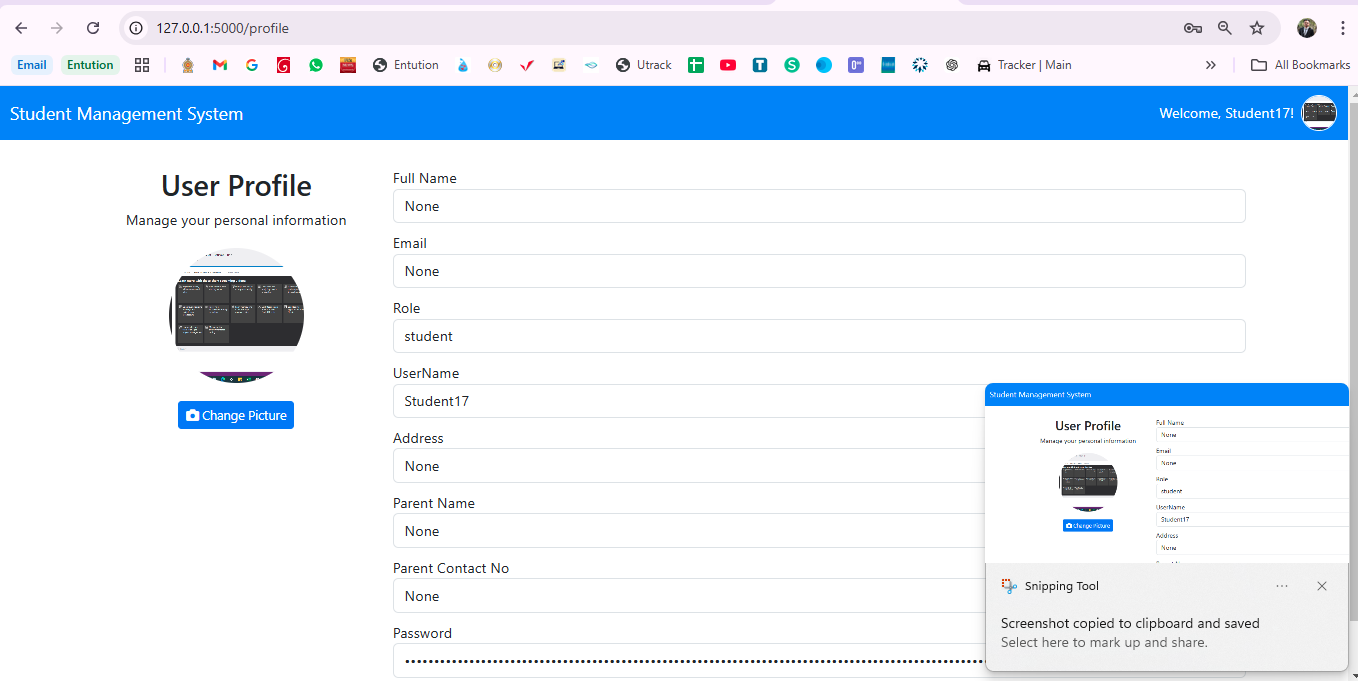 127.0.0.1:5000/profile
Email
Entution
Entution
Utrack
Tracker | Main
All Bookmarks
Student Management System
Welcome, Student17!
User Profile
Manage your personal information
Change Picture
Full Name
None
Email
None
Role
student
UserName
Student17
Address
None
Parent Name
None
Parent Contact No
None
Password
Student Management System
User Profile
Manage your personal information
Change Picture
Full Name
None
Email
None
Role
student
UserName
Student17
Address
None
Snipping Tool
Screenshot copied to clipboard and saved
Select here to mark up and share.